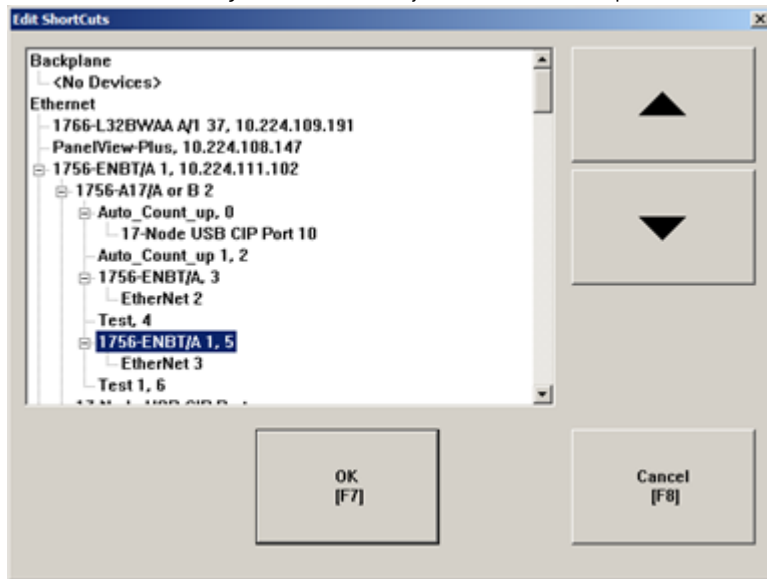 Edit ShortCuts
Backplane
<No Devices>
Ethernet
1766-L32BWAA A/1 37, 10.224.109.191
PanelView-Plus, 10.224.108.147
1756-ENBT/A 1, 10.224.111.102
1756-A17/A or B 2
Auto_Count_up, 0
17-Node USB CIP Port 10
Auto_Count_up 1, 2
1756-ENBT/A, 3
EtherNet 2
Test, 4
1756-ENBT/A 1, 5
EtherNet 3
Test 1, 6
OK
[F7]
Cancel
[F8]